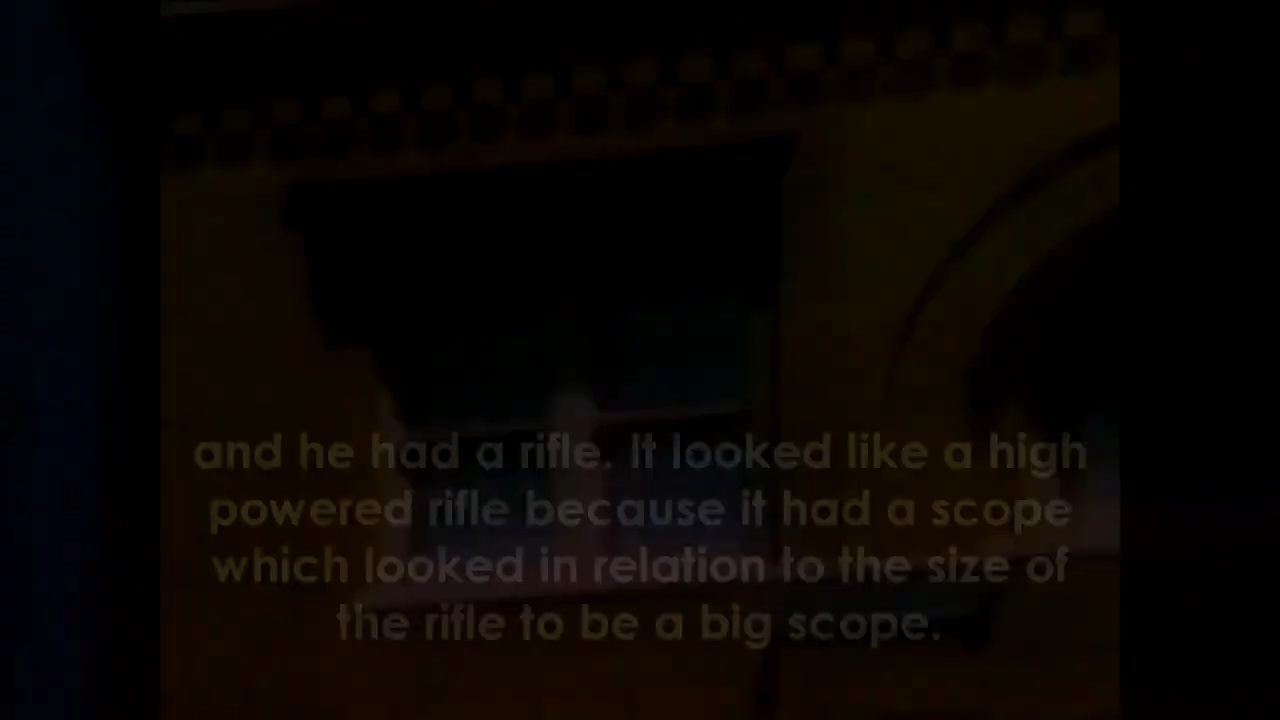 and he had a rifle. It looked like a high
powered rifle because it had a scope
which looked in relation to the size of
the rifle to be a big scope.